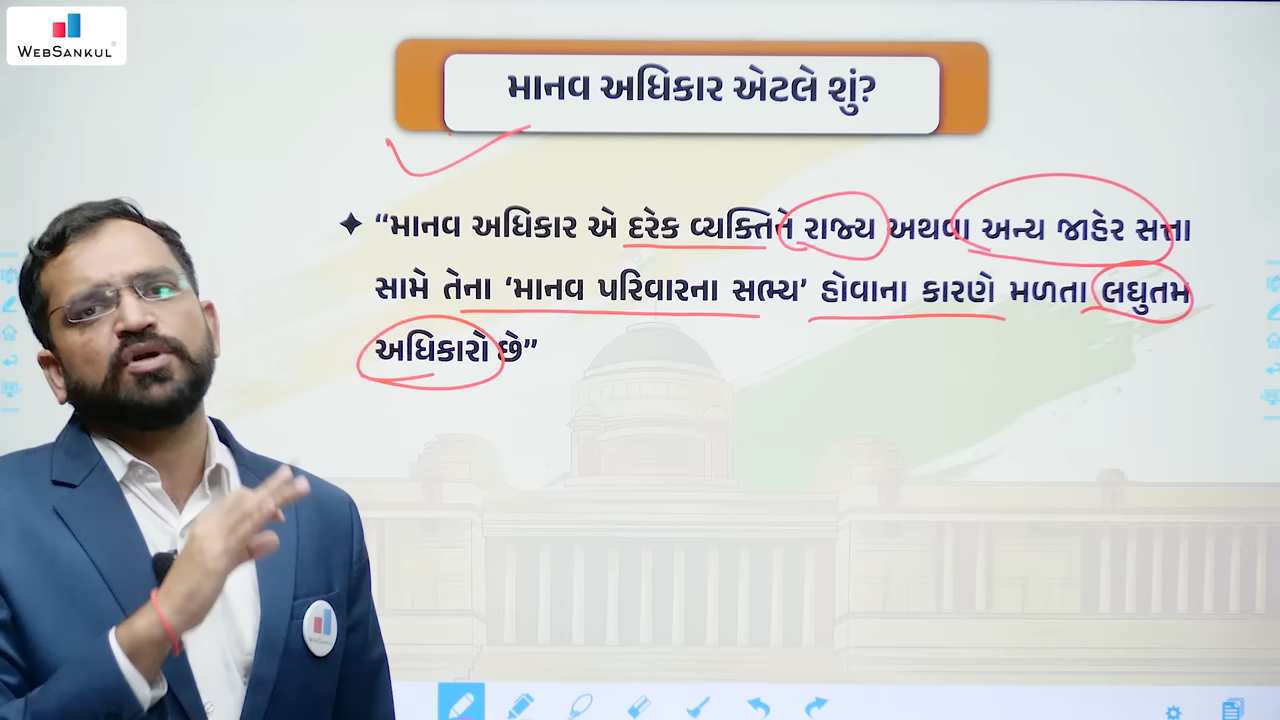 WEBSANKUL
માનવ અધિકાર એટલે શું?
“માનવ અધિકાર એ દરેક વ્યક્તિને રાજ્ય અથવા અન્ય જાહેર સત્તા
સામે તેના ‘માનવ પરિવારના સભ્ય’ હોવાના કારણે મળતા લઘુતમ
અધિકારો છે”
WEBSANKUL